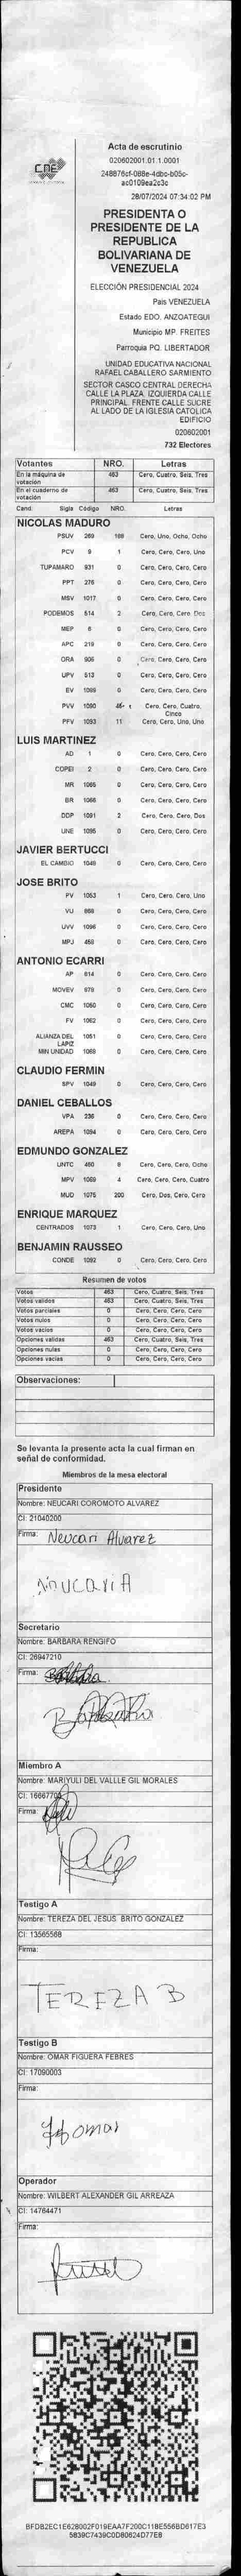 CNE
Acta de escrutinio
020602001.01.1.0001
248876cf-088e-4dbc-b05c-
ac0109ea2c3c
28/07/2024 07:34:02 PM
PRESIDENTA O
PRESIDENTE DE LA
REPUBLICA
BOLIVARIANA DE
VENEZUELA
ELECCIÓN PRESIDENCIAL 2024
Pais VENEZUELA
Estado EDO. ANZOATEGUI
Municipio MP. FREITES
Parroquia PQ. LIBERTADOR
UNIDAD EDUCATIVA NACIONAL
RAFAEL CABALLERO SARMIENTO
SECTOR CASCO CENTRAL DERECHA
CALLE LA PLAZA. IZQUIERDA CALLE
PRINCIPAL. FRENTE CALLE SUCRE
AL LADO DE LA IGLESIA CATOLICA
EDIFICIO
020602001
732 Electores
Votantes NRO. Letras
En la máquina de votación 463 Cero, Cuatro, Seis, Tres
En el cuaderno de votación 463 Cero, Cuatro, Seis, Tres
Cand: Sigla Código NRO. Letras
NICOLAS MADURO
PSUV 269 188 Cero, Uno, Ocho, Ocho
PCV 9 1 Cero, Cero, Cero, Uno
TUPAMARO 931 0 Cero, Cero, Cero, Cero
PPT 276 0 Cero, Cero, Cero, Cero
MSV 1017 0 Cero, Cero, Cero, Cero
PODEMOS 514 2 Cero, Cero, Cero, Dos
MEP 6 0 Cero, Cero, Cero, Cero
APC 219 0 Cero, Cero, Cero, Cero
ORA 906 0 Cero, Cero, Cero, Cero
UPV 513 0 Cero, Cero, Cero, Cero
EV 1086 0 Cero, Cero, Cero, Cero
PVV 1090 45 Cero, Cero, Cuatro,
Cinco
PFV 1093 11 Cero, Cero, Uno, Uno
LUIS MARTINEZ
AD 1 0 Cero, Cero, Cero, Cero
COPEI 2 0 Cero, Cero, Cero, Cero
MR 1065 0 Cero, Cero, Cero, Cero
BR 1066 0 Cero, Cero, Cero, Cero
DDP 1091 2 Cero, Cero, Cero, Dos
UNE 1095 0 Cero, Cero, Cero, Cero
JAVIER BERTUCCI
EL CAMBIO 1048 0 Cero, Cero, Cero, Cero
JOSE BRITO
PV 1053 1 Cero, Cero, Cero, Uno
VU 868 0 Cero, Cero, Cero, Cero
UVV 1096 0 Cero, Cero, Cero, Cero
MPJ 458 0 Cero, Cero, Cero, Cero
ANTONIO ECARRI
AP 814 0 Cero, Cero, Cero, Cero
MOVEV 879 0 Cero, Cero, Cero, Cero
CMC 1050 0 Cero, Cero, Cero, Cero
FV 1062 0 Cero, Cero, Cero, Cero
ALIANZA DEL 1051 0 Cero, Cero, Cero, Cero
LAPIZ
MIN UNIDAD 1068 0 Cero, Cero, Cero, Cero
CLAUDIO FERMIN
SPV 1049 0 Cero, Cero, Cero, Cero
DANIEL CEBALLOS
VPA 236 0 Cero, Cero, Cero, Cero
AREPA 1094 0 Cero, Cero, Cero, Cero
EDMUNDO GONZALEZ
UNTC 460 8 Cero, Cero, Cero, Ocho
MPV 1069 4 Cero, Cero, Cero, Cuatro
MUD 1075 200 Cero, Dos, Cero, Cero
ENRIQUE MARQUEZ
CENTRADOS 1073 1 Cero, Cero, Cero, Uno
BENJAMIN RAUSSEO
CONDE 1092 0 Cero, Cero, Cero, Cero
Resumen de votos
Votos 463 Cero, Cuatro, Seis, Tres
Votos validos 463 Cero, Cuatro, Seis, Tres
Votos parciales 0 Cero, Cero, Cero, Cero
Votos nulos 0 Cero, Cero, Cero, Cero
Votos vacios 0 Cero, Cero, Cero, Cero
Opciones validas 463 Cero, Cuatro, Seis, Tres
Opciones nulas 0 Cero, Cero, Cero, Cero
Opciones vacias 0 Cero, Cero, Cero, Cero
Observaciones:
Se levanta la presente acta la cual firman en
señal de conformidad.
Miembros de la mesa electoral
Presidente
Nombre: NEUCARI COROMOTO ALVAREZ
CI: 21040200
Firma: Neucari Alvarez
Secretario
Nombre: BARBARA RENGIFO
CI: 26947210
Firma:
Miembro A
Nombre: MARIYULI DEL VALLLE GIL MORALES
CI:
Firma:
Testigo A
Nombre: TEREZA DEL JESUS BRITO GONZALEZ
CI: 13565568
Firma:
TEREZA B
Testigo B
Nombre: OMAR FIGUERA FEBRES
CI: 17090003
Firma:
omar
Operador
Nombre: WILBERT ALEXANDER GIL ARREAZA
CI: 14764471
Firma:
BFDB2EC1E628002F019EAA7F200C118E556BD617E3
5839C7439C0D80624D77E8